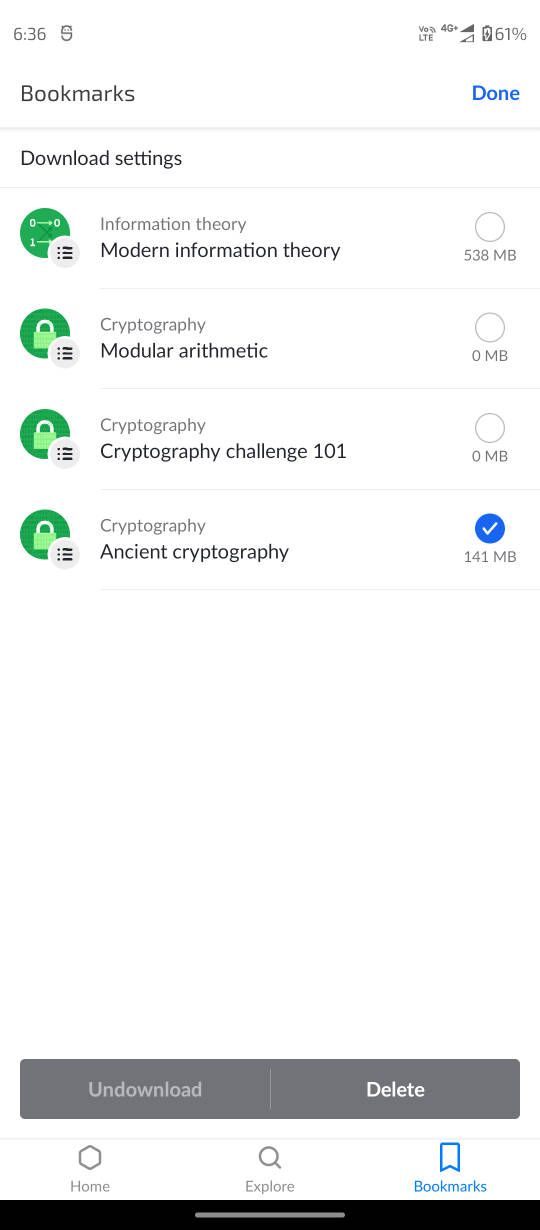 6:36 Vo LTE 4G+ 61%
Bookmarks Done
Download settings
0 0
1
Information theory
Modern information theory
538 MB
Cryptography
Modular arithmetic
0 MB
Cryptography
Cryptography challenge 101
0 MB
Cryptography
Ancient cryptography
141 MB
Undownload Delete
Home Explore Bookmarks